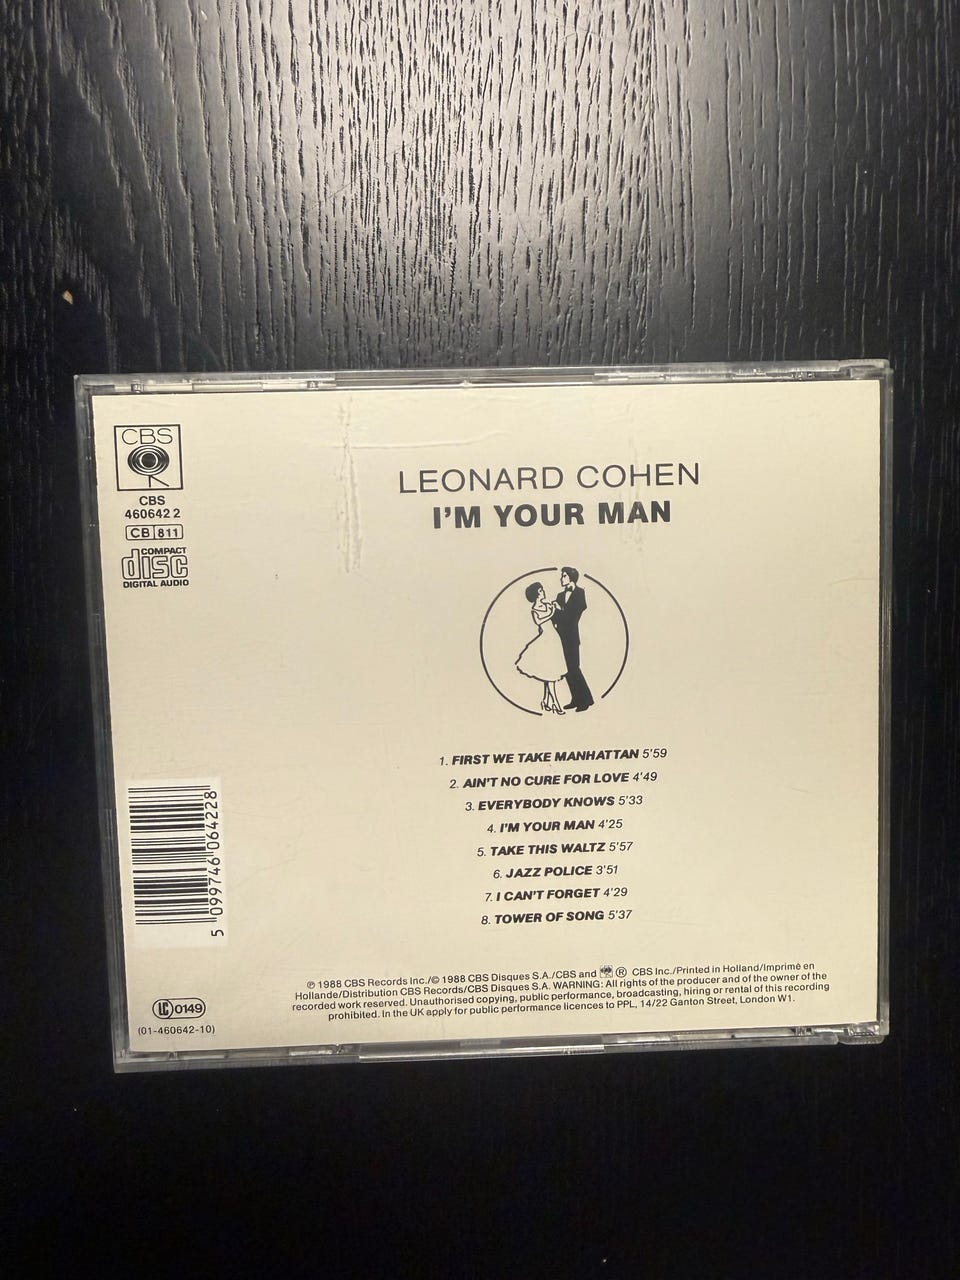 CBS
CBS
460642 2
CB 811
COMPACT
disc
DIGITAL AUDIO
LEONARD COHEN
I'M YOUR MAN
1. FIRST WE TAKE MANHATTAN 5'59
2. AIN'T NO CURE FOR LOVE 4'49
3. EVERYBODY KNOWS 5'33
4. I'M YOUR MAN 4'25
5. TAKE THIS WALTZ 5'57
6. JAZZ POLICE 3'51
7. I CAN'T FORGET 4'29
8. TOWER OF SONG 5'37
5 099746 064228
LC 0149
(01-460642-10)
℗ 1988 CBS Records Inc./© 1988 CBS Disques S.A./CBS and ® CBS Inc./Printed in Holland/Imprimé en
Hollande/Distribution CBS Records/CBS Disques S.A. WARNING: All rights of the producer and of the owner of the
recorded work reserved. Unauthorised copying, public performance, broadcasting, hiring or rental of this recording
prohibited. In the UK apply for public performance licences to PPL, 14/22 Ganton Street, London W1.